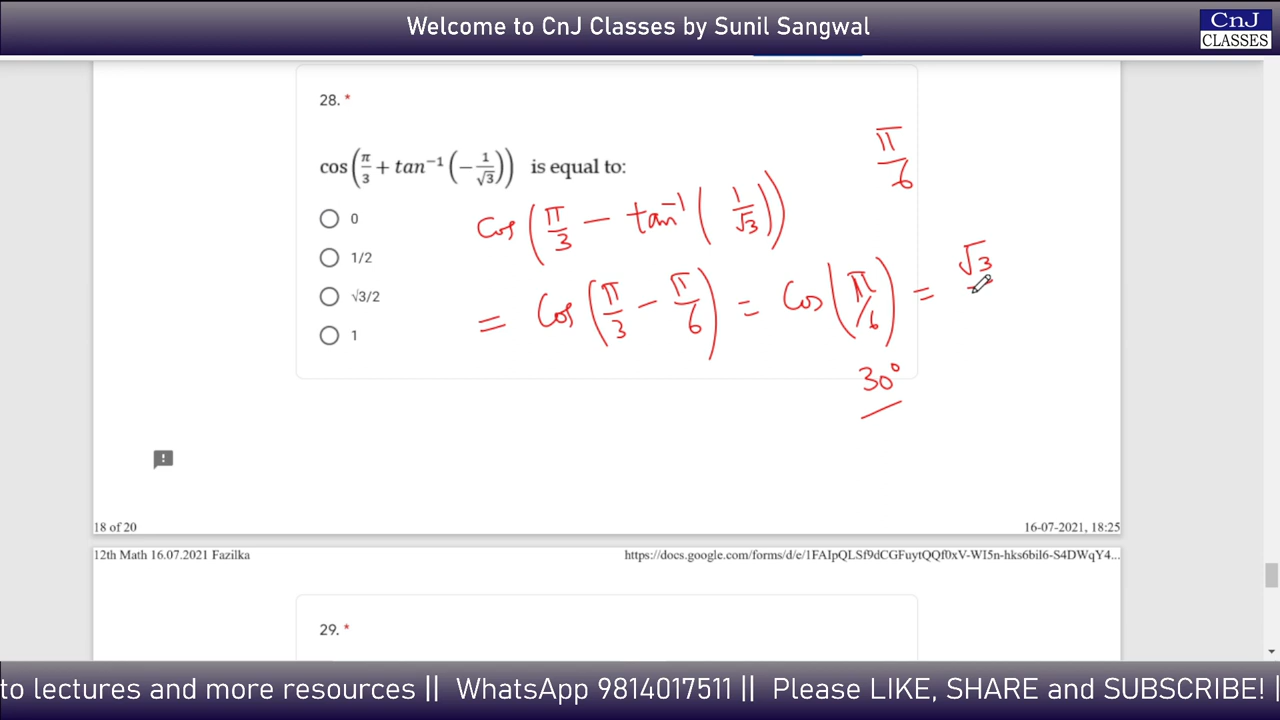 Welcome to CnJ Classes by Sunil Sangwal
CnJ
CLASSES
28. *
cos(π/3 + tan⁻¹(−1/√3)) is equal to:
π/6
0
cos(π/3 − tan⁻¹(1/√3))
1/2
√3/2
= cos(π/3 − π/6) = cos(π/6) = √3
1
30°
18 of 20
16-07-2021, 18:25
12th Math 16.07.2021 Fazilka
https://docs.google.com/forms/d/e/1FAIpQLSf9dCGFuytQQf0xV-WI5n-hks6bil6-S4DWqY4...
29. *
to lectures and more resources || WhatsApp 9814017511 || Please LIKE, SHARE and SUBSCRIBE! |